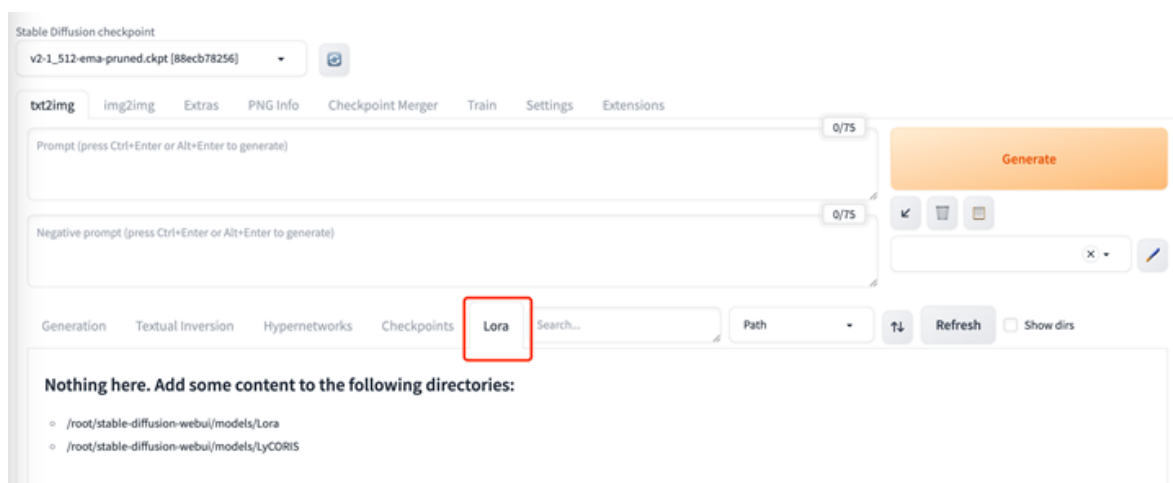 Stable Diffusion checkpoint
v2-1_512-ema-pruned.ckpt [88ecb78256]
txt2img img2img Extras PNG Info Checkpoint Merger Train Settings Extensions
0/75
Prompt (press Ctrl+Enter or Alt+Enter to generate)
Generate
0/75
Negative prompt (press Ctrl+Enter or Alt+Enter to generate)
Generation Textual Inversion Hypernetworks Checkpoints Lora Search... Path Refresh Show dirs
Nothing here. Add some content to the following directories:
/root/stable-diffusion-webui/models/Lora
/root/stable-diffusion-webui/models/LyCORIS